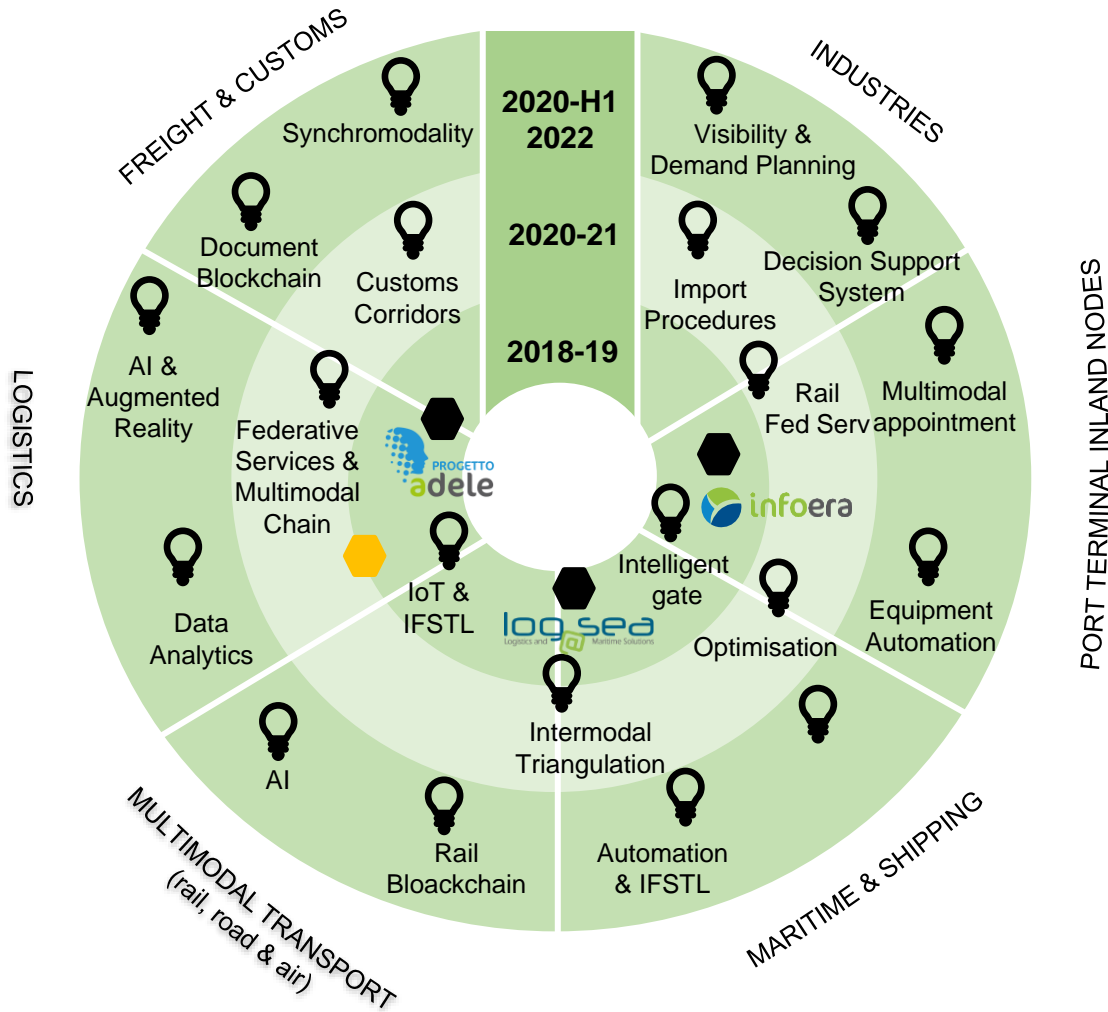 FREIGHT & CUSTOMS
INDUSTRIES
PORT TERMINAL INLAND NODES
MARITIME & SHIPPING
MULTIMODAL TRANSPORT
(rail, road & air)
LOGISTICS
2020-H1
2022
2020-21
2018-19
Synchromodality
Document
Blockchain
Customs
Corridors
Visibility &
Demand Planning
Decision Support
System
Import
Procedures
AI &
Augmented
Reality
Federative
Services &
Multimodal
Chain
PROGETTO
adele
Rail
Fed Serv
Multimodal
appointment
infoera
Intelligent
gate
Equipment
Automation
Optimisation
IoT &
IFSTL
log@sea
Logistics and Maritime Solutions
Data
Analytics
Intermodal
Triangulation
AI
Rail
Bloackchain
Automation
& IFSTL